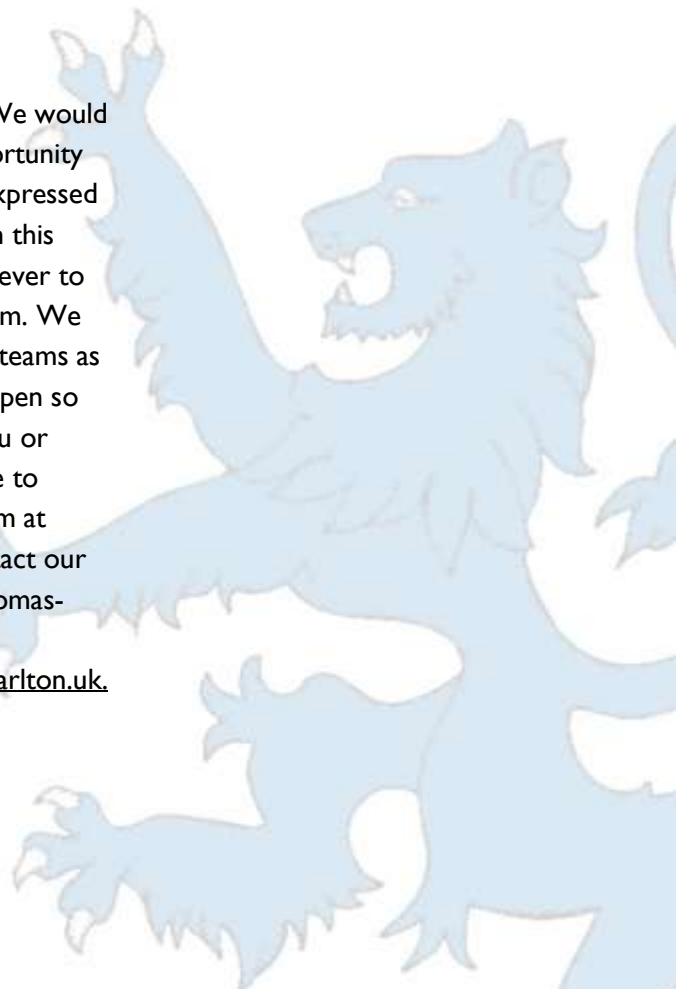 We would
ortunity
xpressed
n this
ever to
m. We
teams as
pen so
u or
e to
m at
act our
omas-
arlton.uk.